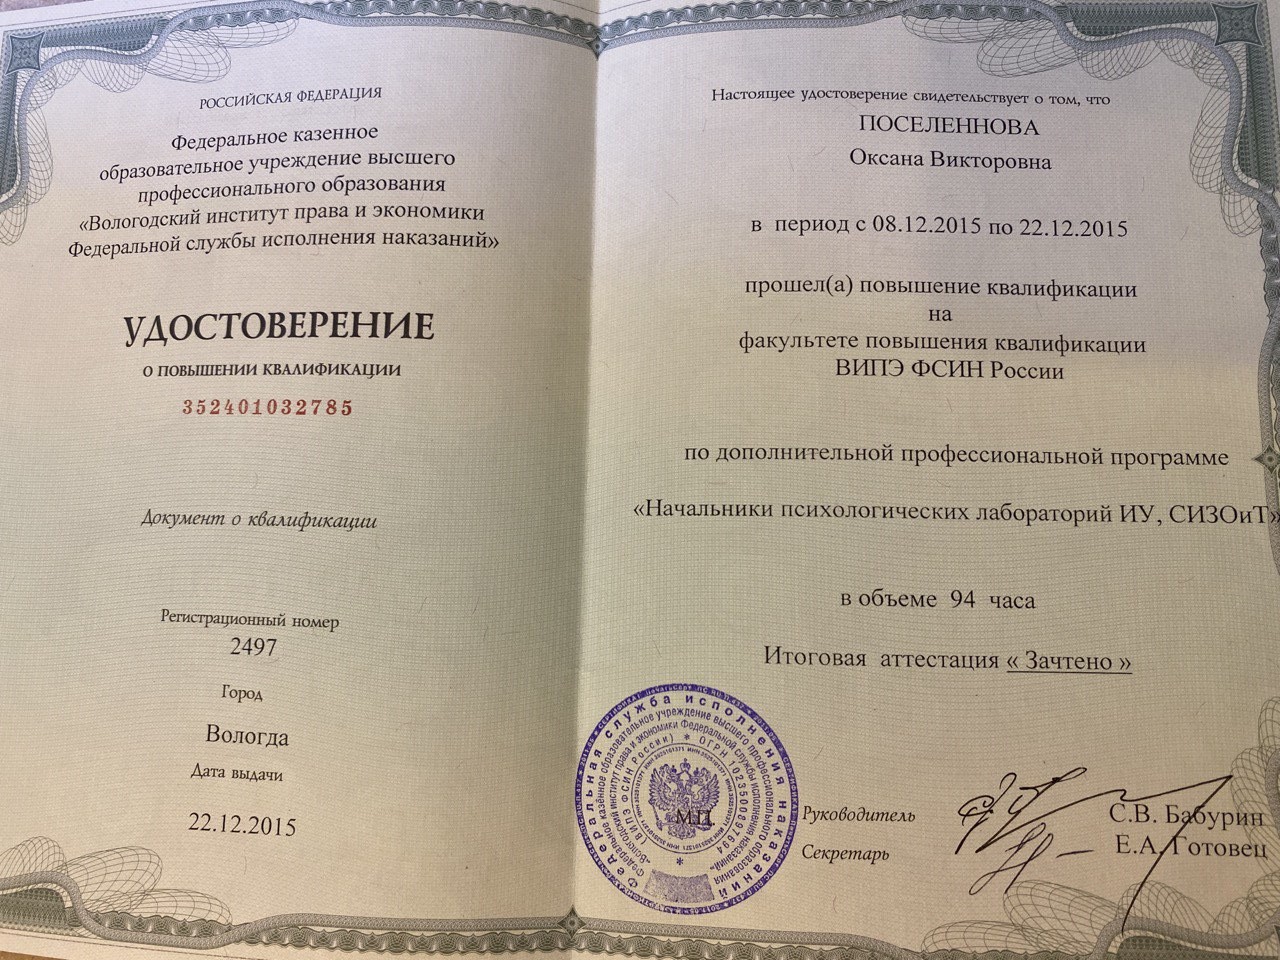 РОССИЙСКАЯ ФЕДЕРАЦИЯ
Федеральное казенное
образовательное учреждение высшего
профессионального образования
«Вологодский институт права и экономики
Федеральной службы исполнения наказаний»
УДОСТОВЕРЕНИЕ
О ПОВЫШЕНИИ КВАЛИФИКАЦИИ
352401032785
Документ о квалификации
Регистрационный номер
2497
Город
Вологда
Дата выдачи
22.12.2015
Настоящее удостоверение свидетельствует о том, что
ПОСЕЛЕННОВА
Оксана Викторовна
в период с 08.12.2015 по 22.12.2015
прошел(а) повышение квалификации
на
факультете повышения квалификации
ВИПЭ ФСИН России
по дополнительной профессиональной программе
«Начальники психологических лабораторий ИУ, СИЗОиТ»
в объеме 94 часа
Итоговая аттестация « Зачтено »
Федеральная служба исполнения наказаний
Федеральное казённое образовательное учреждение высшего профессионального образования
«Вологодский институт права и экономики Федеральной службы исполнения наказаний»
(ВИПЭ ФСИН России) * ОГРН 1023500897694 *
М.П.
Руководитель
С.В. Бабурин
Секретарь
Е.А. Готовец